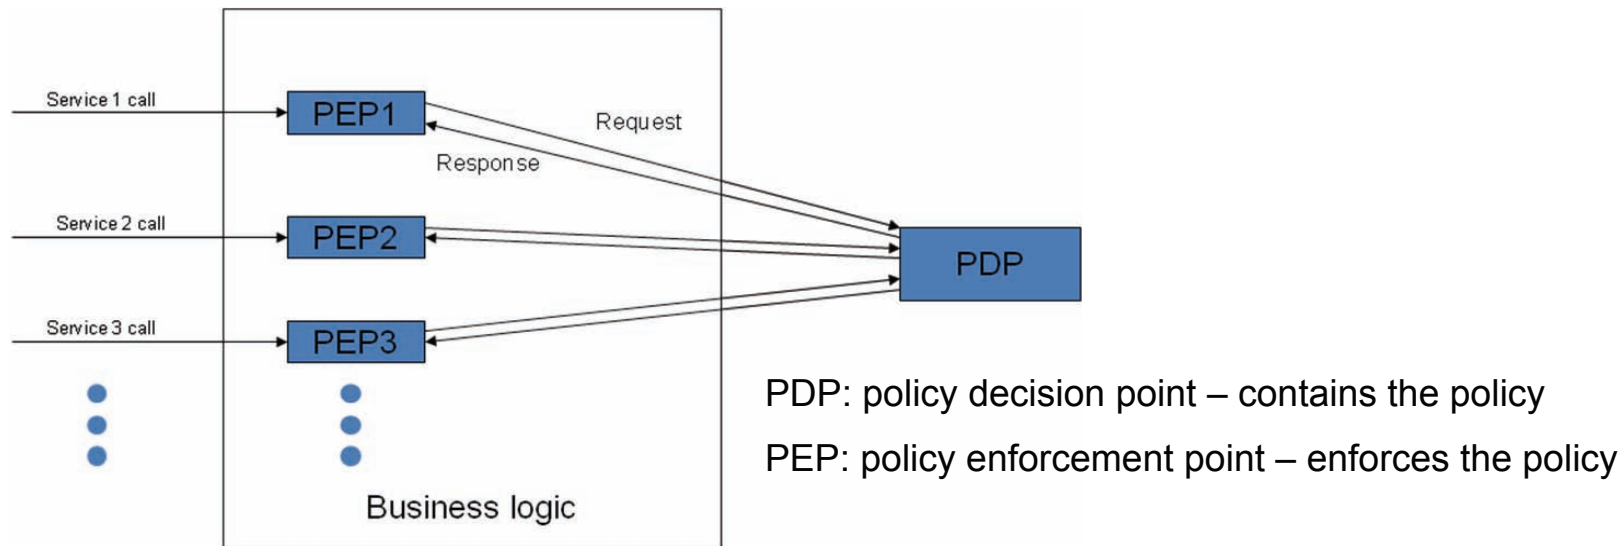 Service 1 call
PEP1
Request
Response
Service 2 call
PEP2
PDP
Service 3 call
PEP3
PDP: policy decision point – contains the policy
PEP: policy enforcement point – enforces the policy
Business logic